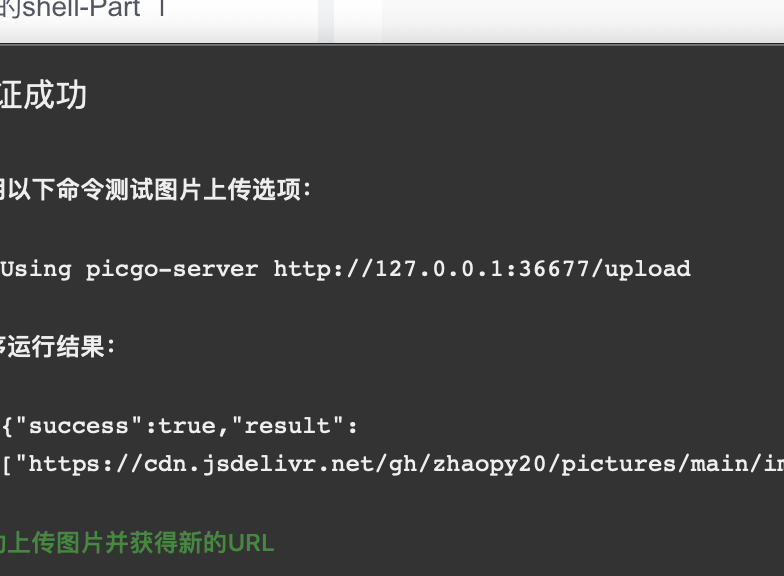 的shell-Part 1
证成功
用以下命令测试图片上传选项：
Using picgo-server http://127.0.0.1:36677/upload
序运行结果：
{"success":true,"result":
["https://cdn.jsdelivr.net/gh/zhaopy20/pictures/main/im
功上传图片并获得新的URL